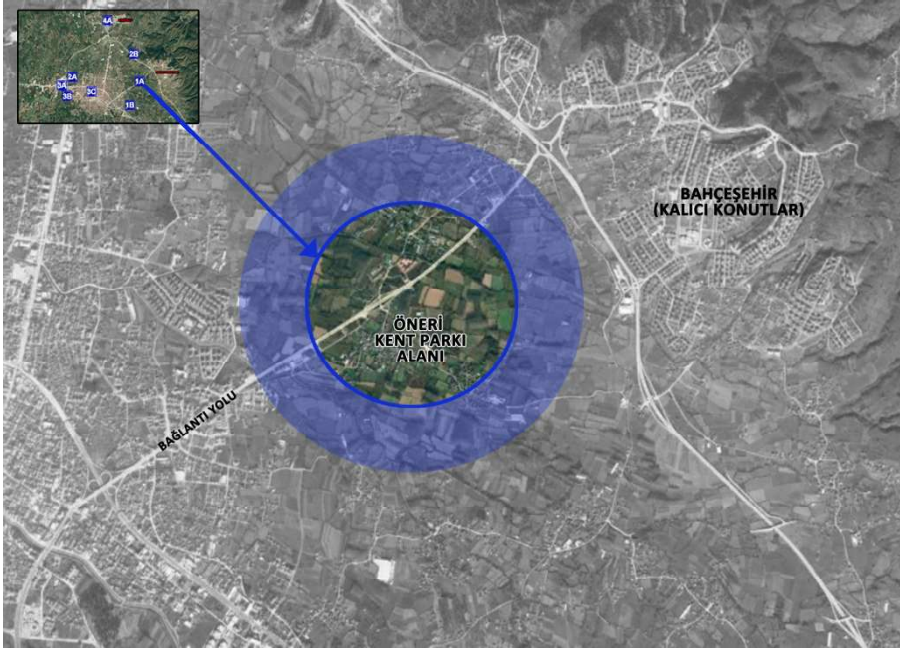 4A
2B
2A
1A
3A
3C
3B
1B
BAHÇEŞEHİR
(KALICI KONUTLAR)
ÖNERİ
KENT PARKI
ALANI
BAĞLANTI YOLU